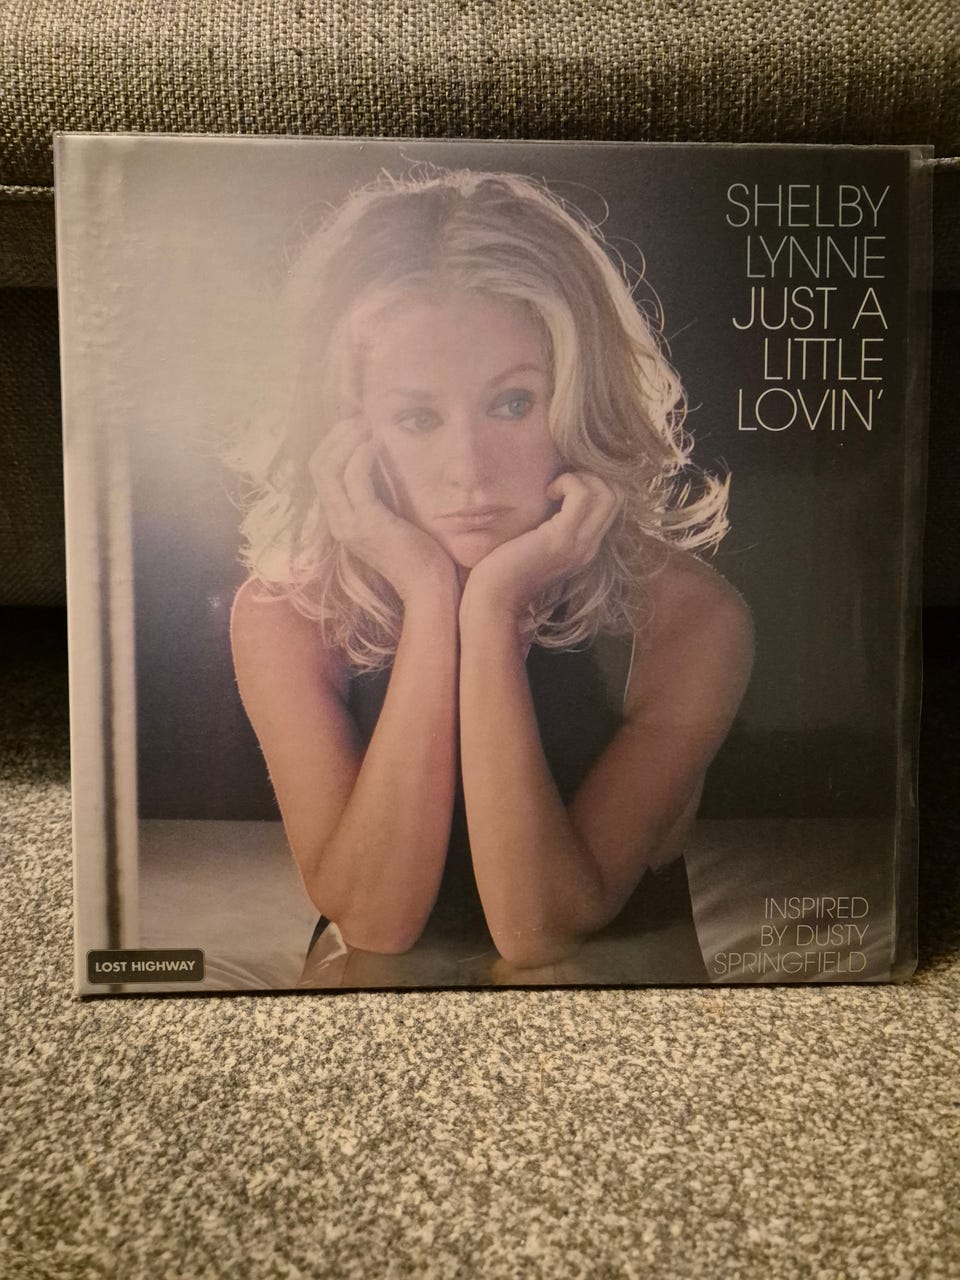 SHELBY
LYNNE
JUST A
LITTLE
LOVIN'
INSPIRED
BY DUSTY
SPRINGFIELD
LOST HIGHWAY